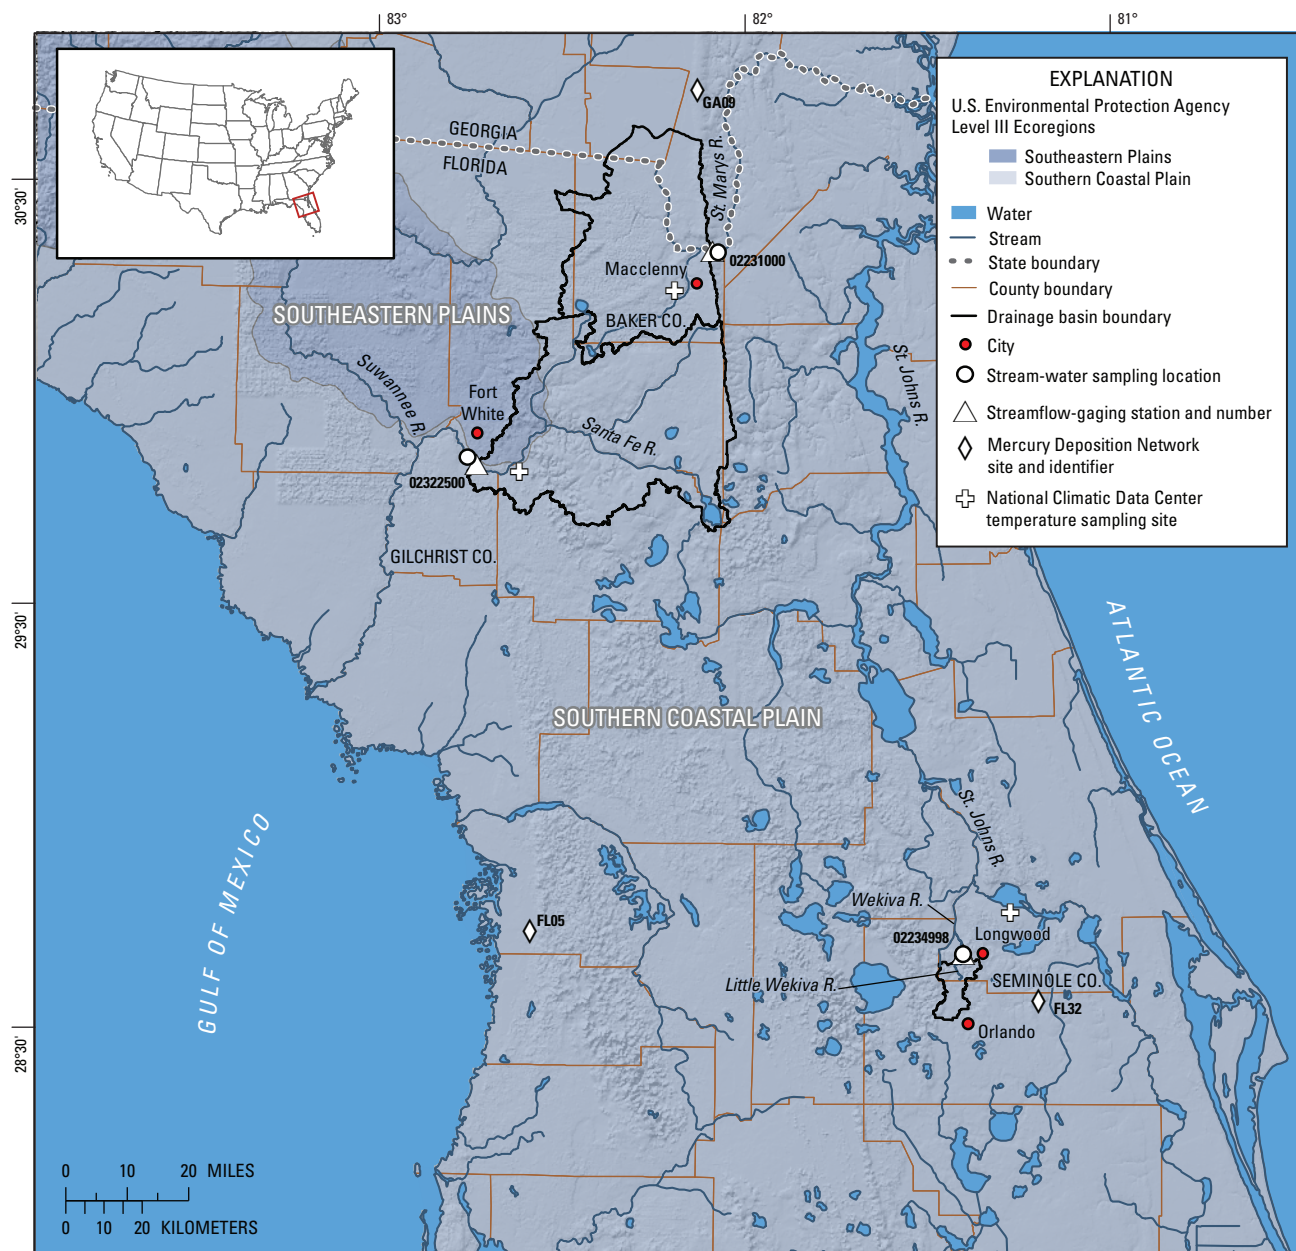 83°
82°
81°
30°30'
29°30'
28°30'
EXPLANATION
U.S. Environmental Protection Agency
Level III Ecoregions
Southeastern Plains
Southern Coastal Plain
Water
Stream
State boundary
County boundary
Drainage basin boundary
City
Stream-water sampling location
Streamflow-gaging station and number
Mercury Deposition Network
site and identifier
National Climatic Data Center
temperature sampling site
GA09
GEORGIA
FLORIDA
St. Marys R.
02231000
Macclenny
BAKER CO.
SOUTHEASTERN PLAINS
Suwannee R.
Fort
White
Santa Fe R.
St. Johns R.
02322500
GILCHRIST CO.
ATLANTIC OCEAN
SOUTHERN COASTAL PLAIN
St. Johns R.
GULF OF MEXICO
Wekiva R.
FL05
02234998
Longwood
Little Wekiva R.
SEMINOLE CO.
FL32
Orlando
0 10 20 MILES
0 10 20 KILOMETERS